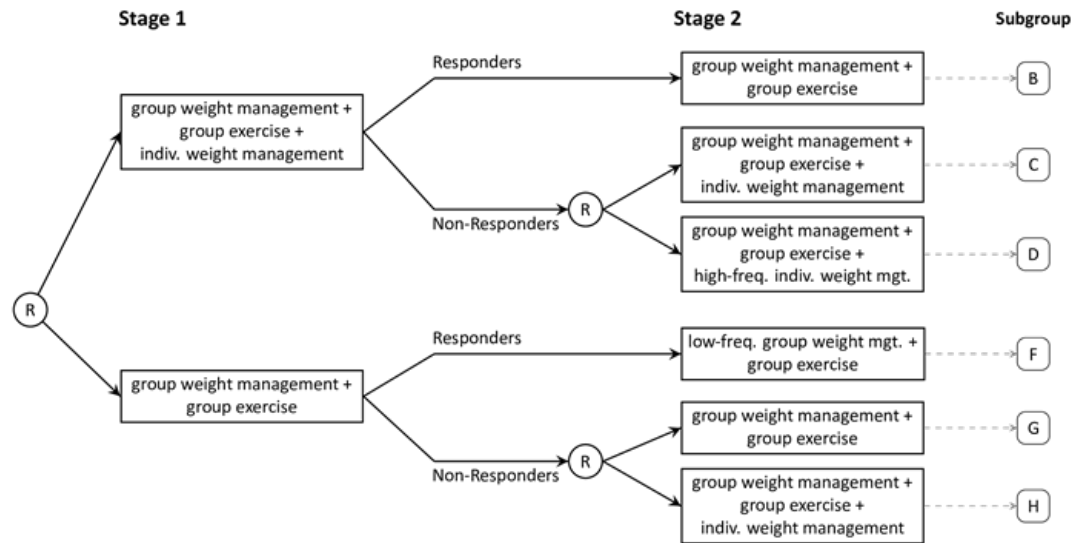 Stage 1
Stage 2
Subgroup
Responders
group weight management +
group exercise
B
group weight management +
group exercise +
indiv. weight management
group weight management +
group exercise +
indiv. weight management
C
R
Non-Responders
group weight management +
group exercise +
high-freq. indiv. weight mgt.
D
R
Responders
low-freq. group weight mgt. +
group exercise
F
group weight management +
group exercise
group weight management +
group exercise
G
R
Non-Responders
group weight management +
group exercise +
indiv. weight management
H